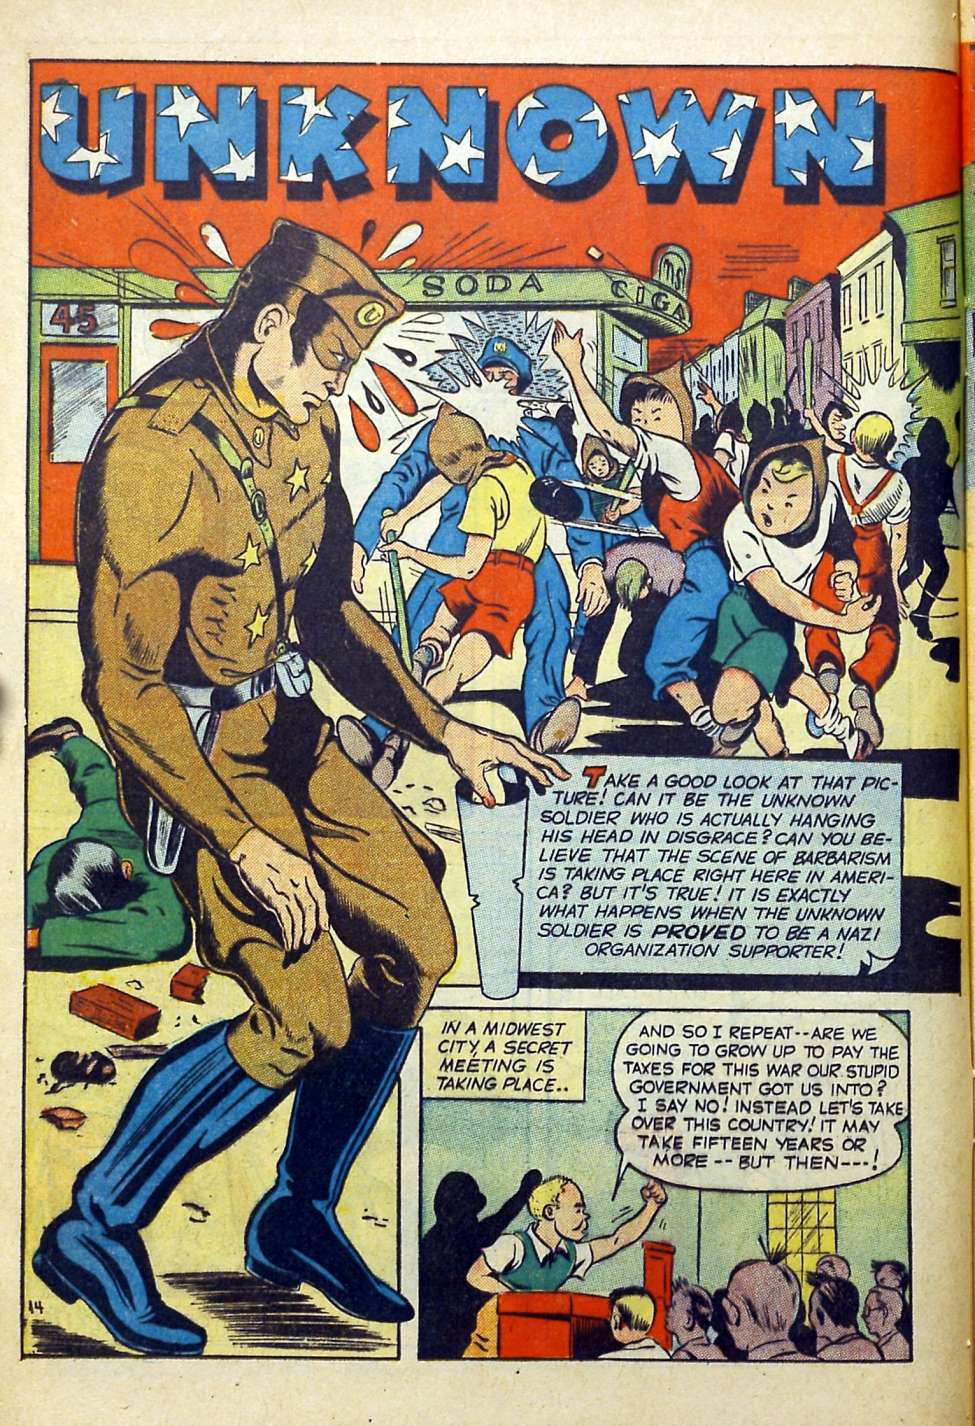 UNKNOWN
SODA
CIGA
45
TAKE A GOOD LOOK AT THAT PIC-
TURE! CAN IT BE THE UNKNOWN
SOLDIER WHO IS ACTUALLY HANGING
HIS HEAD IN DISGRACE? CAN YOU BE-
LIEVE THAT THE SCENE OF BARBARISM
IS TAKING PLACE RIGHT HERE IN AMERI-
CA? BUT IT'S TRUE! IT IS EXACTLY
WHAT HAPPENS WHEN THE UNKNOWN
SOLDIER IS PROVED TO BE A NAZI
ORGANIZATION SUPPORTER!
IN A MIDWEST
CITY, A SECRET
MEETING IS
TAKING PLACE..
AND SO I REPEAT--ARE WE
GOING TO GROW UP TO PAY THE
TAXES FOR THIS WAR OUR STUPID
GOVERNMENT GOT US INTO?
I SAY NO! INSTEAD LET'S TAKE
OVER THIS COUNTRY! IT MAY
TAKE FIFTEEN YEARS OR
MORE -- BUT THEN---!
14